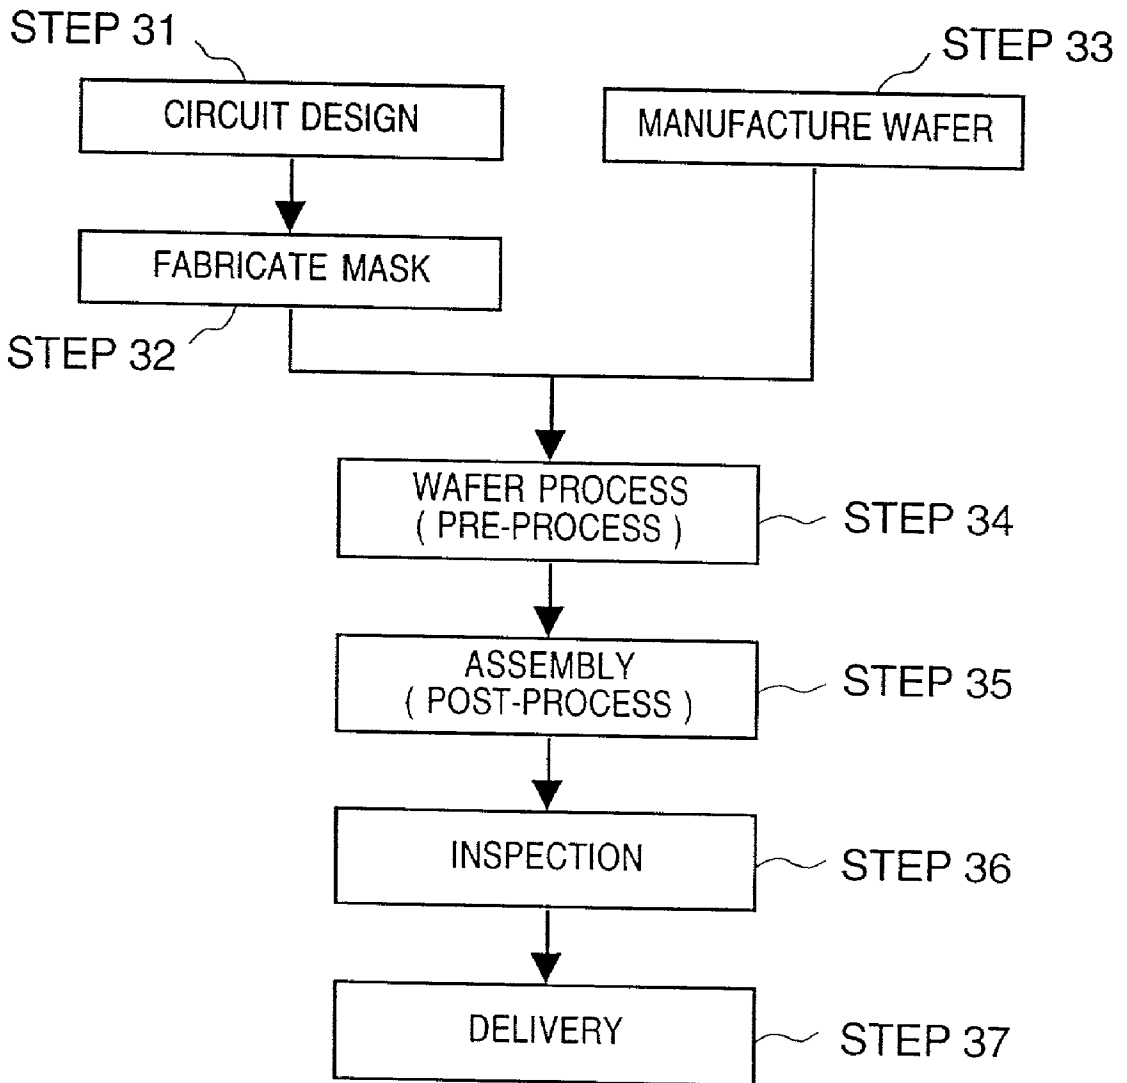 STEP 31
STEP 33
CIRCUIT DESIGN
MANUFACTURE WAFER
FABRICATE MASK
STEP 32
WAFER PROCESS
( PRE-PROCESS )
STEP 34
ASSEMBLY
( POST-PROCESS )
STEP 35
INSPECTION
STEP 36
DELIVERY
STEP 37